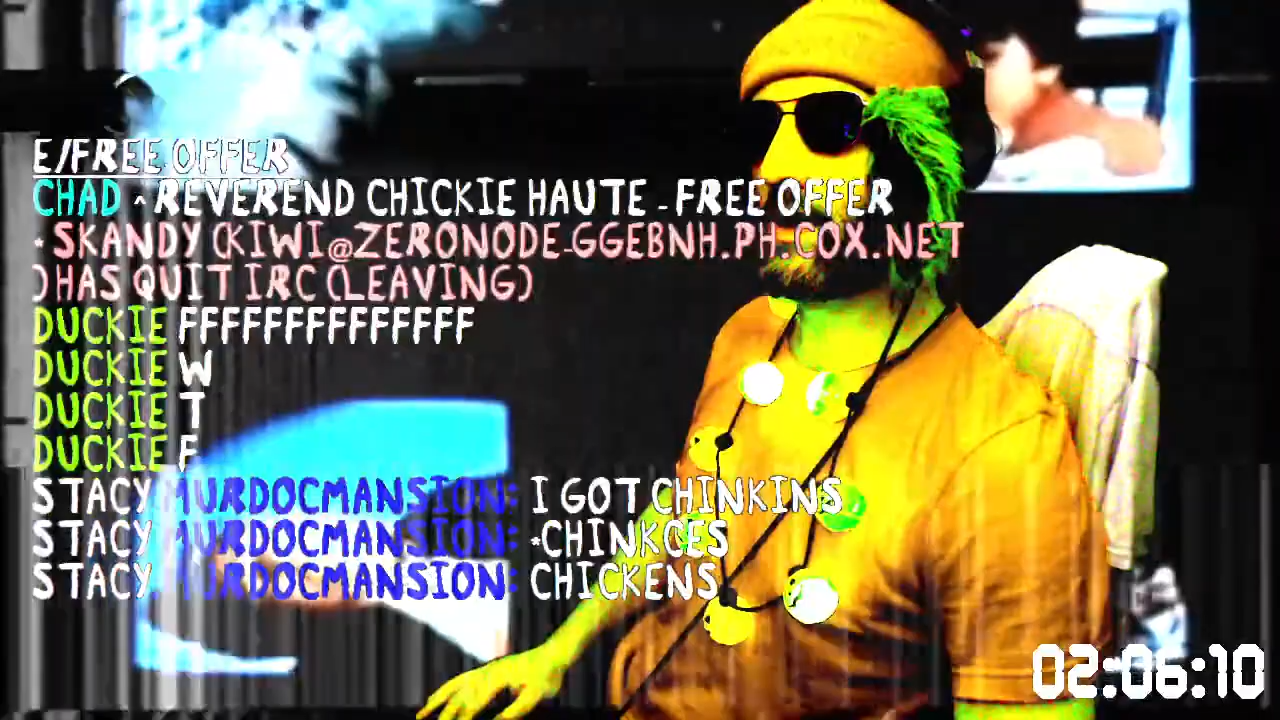 E/FREE OFFER
CHAD ^ REVEREND CHICKIE HAUTE - FREE OFFER
* SKANDY (KIWI@ZERONODE-GGEBNH.PH.COX.NET
) HAS QUIT IRC (LEAVING)
DUCKIE FFFFFFFFFFFFFF
DUCKIE W
DUCKIE T
DUCKIE F
STACY MURDOCMANSION: I GOT CHINKINS
STACY MURDOCMANSION: *CHINKCES
STACY MURDOCMANSION: CHICKENS
02:06:10